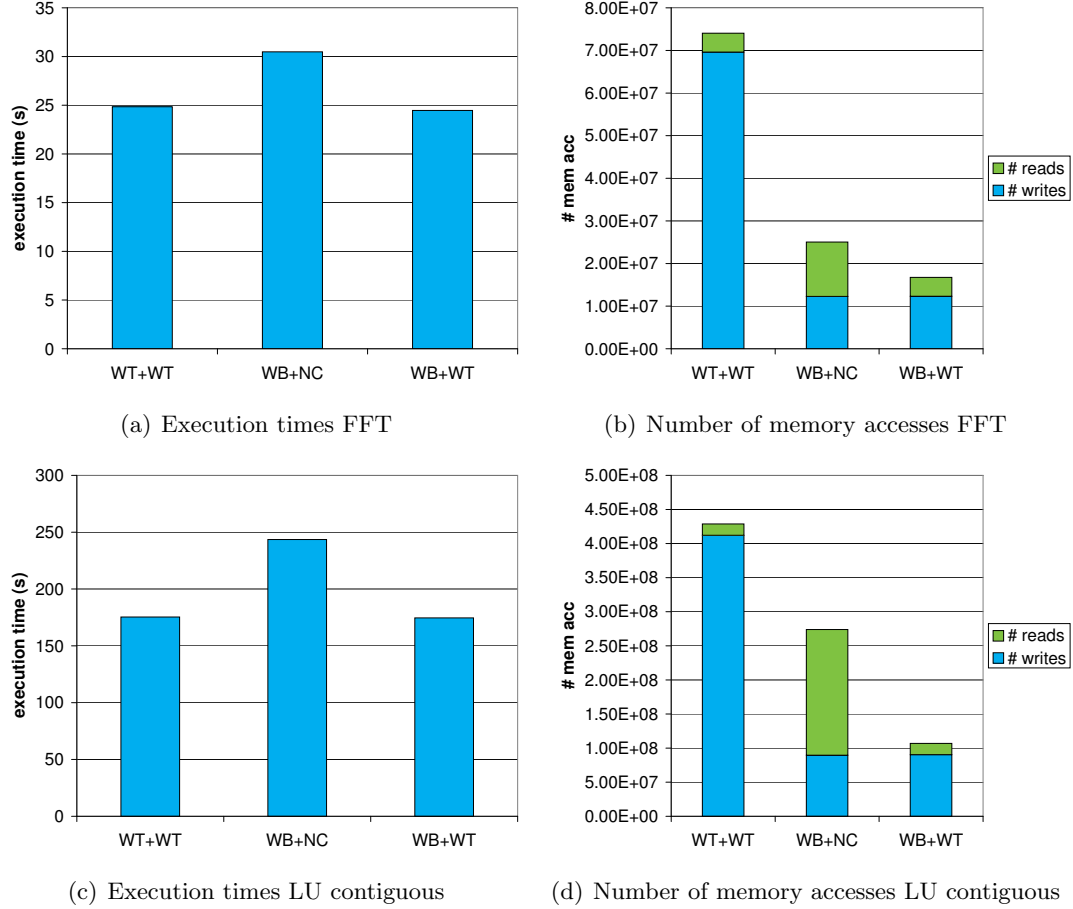 35
30
25
20
15
10
5
0
execution time (s)
WT+WT
WB+NC
WB+WT
(a) Execution times FFT
8.00E+07
7.00E+07
6.00E+07
5.00E+07
4.00E+07
3.00E+07
2.00E+07
1.00E+07
0.00E+00
# mem acc
WT+WT
WB+NC
WB+WT
# reads
# writes
(b) Number of memory accesses FFT
300
250
200
150
100
50
0
execution time (s)
WT+WT
WB+NC
WB+WT
(c) Execution times LU contiguous
5.00E+08
4.50E+08
4.00E+08
3.50E+08
3.00E+08
2.50E+08
2.00E+08
1.50E+08
1.00E+08
5.00E+07
0.00E+00
# mem acc
WT+WT
WB+NC
WB+WT
# reads
# writes
(d) Number of memory accesses LU contiguous